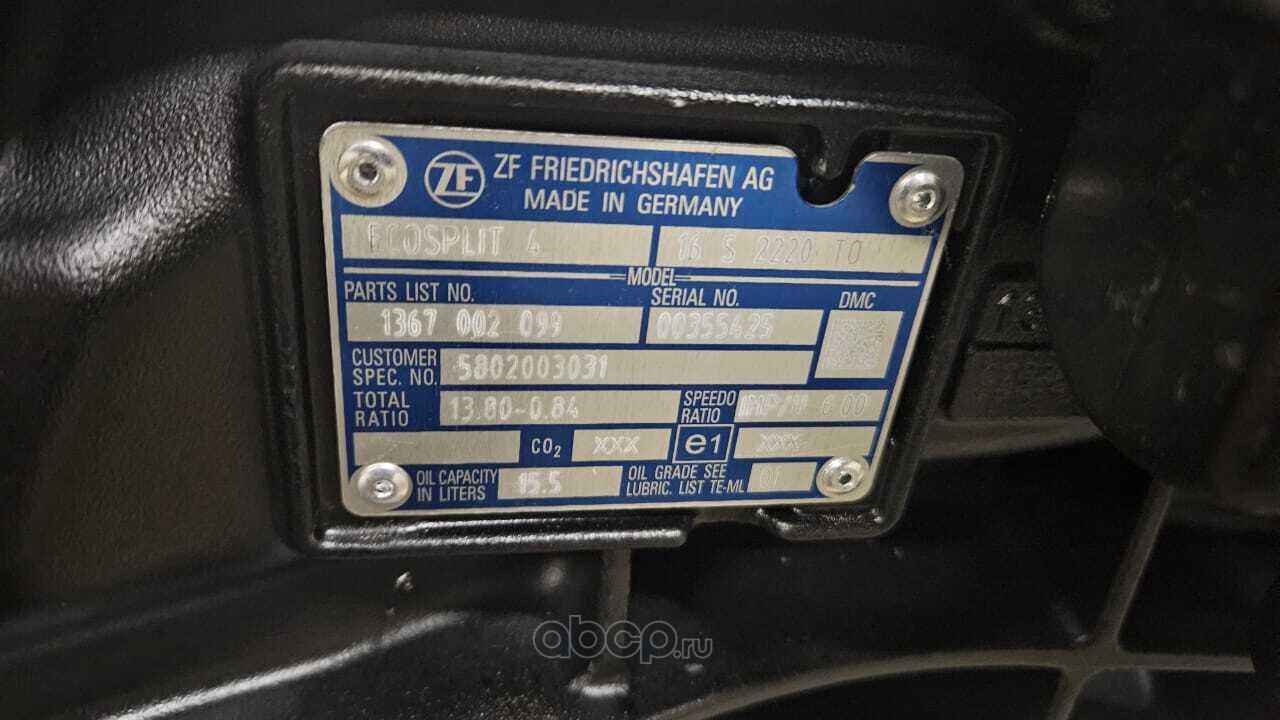 ZF
ZF FRIEDRICHSHAFEN AG
MADE IN GERMANY
ECOSPLIT 4
16 S 2220 TO
MODEL
PARTS LIST NO.
SERIAL NO.
DMC
1367 002 099
00355425
CUSTOMER
SPEC. NO.
5802003031
TOTAL
RATIO
13.80-0.84
SPEEDO
RATIO
IMP/U 6.00
CO₂
XXX
e1
XXX
OIL CAPACITY
IN LITERS
15.5
OIL GRADE SEE
LUBRIC. LIST TE-ML
01
abcp.ru